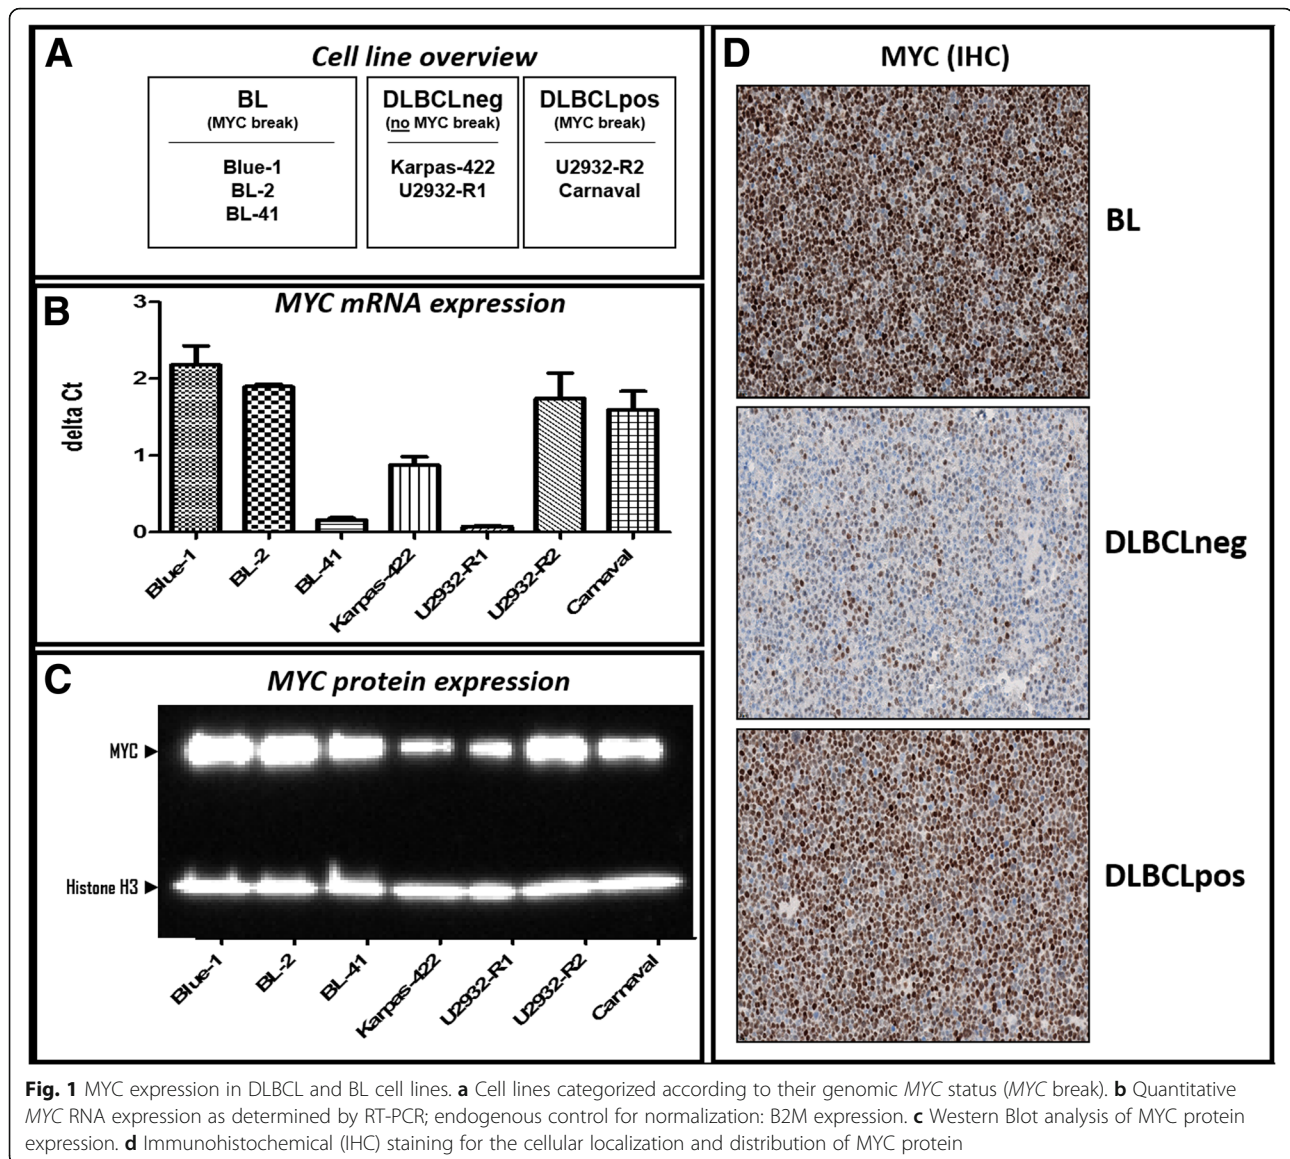 A
Cell line overview
BL
(MYC break)
Blue-1
BL-2
BL-41
DLBCLneg
(no MYC break)
Karpas-422
U2932-R1
DLBCLpos
(MYC break)
U2932-R2
Carnaval
B
MYC mRNA expression
delta Ct
3
2
1
0
Blue-1
BL-2
BL-41
Karpas-422
U2932-R1
U2932-R2
Carnaval
C
MYC protein expression
MYC
Histone H3
Blue-1
BL-2
BL-41
Karpas-422
U2932-R1
U2932-R2
Carnaval
D
MYC (IHC)
BL
DLBCLneg
DLBCLpos
Fig. 1 MYC expression in DLBCL and BL cell lines. a Cell lines categorized according to their genomic MYC status (MYC break). b Quantitative
MYC RNA expression as determined by RT-PCR; endogenous control for normalization: B2M expression. c Western Blot analysis of MYC protein
expression. d Immunohistochemical (IHC) staining for the cellular localization and distribution of MYC protein